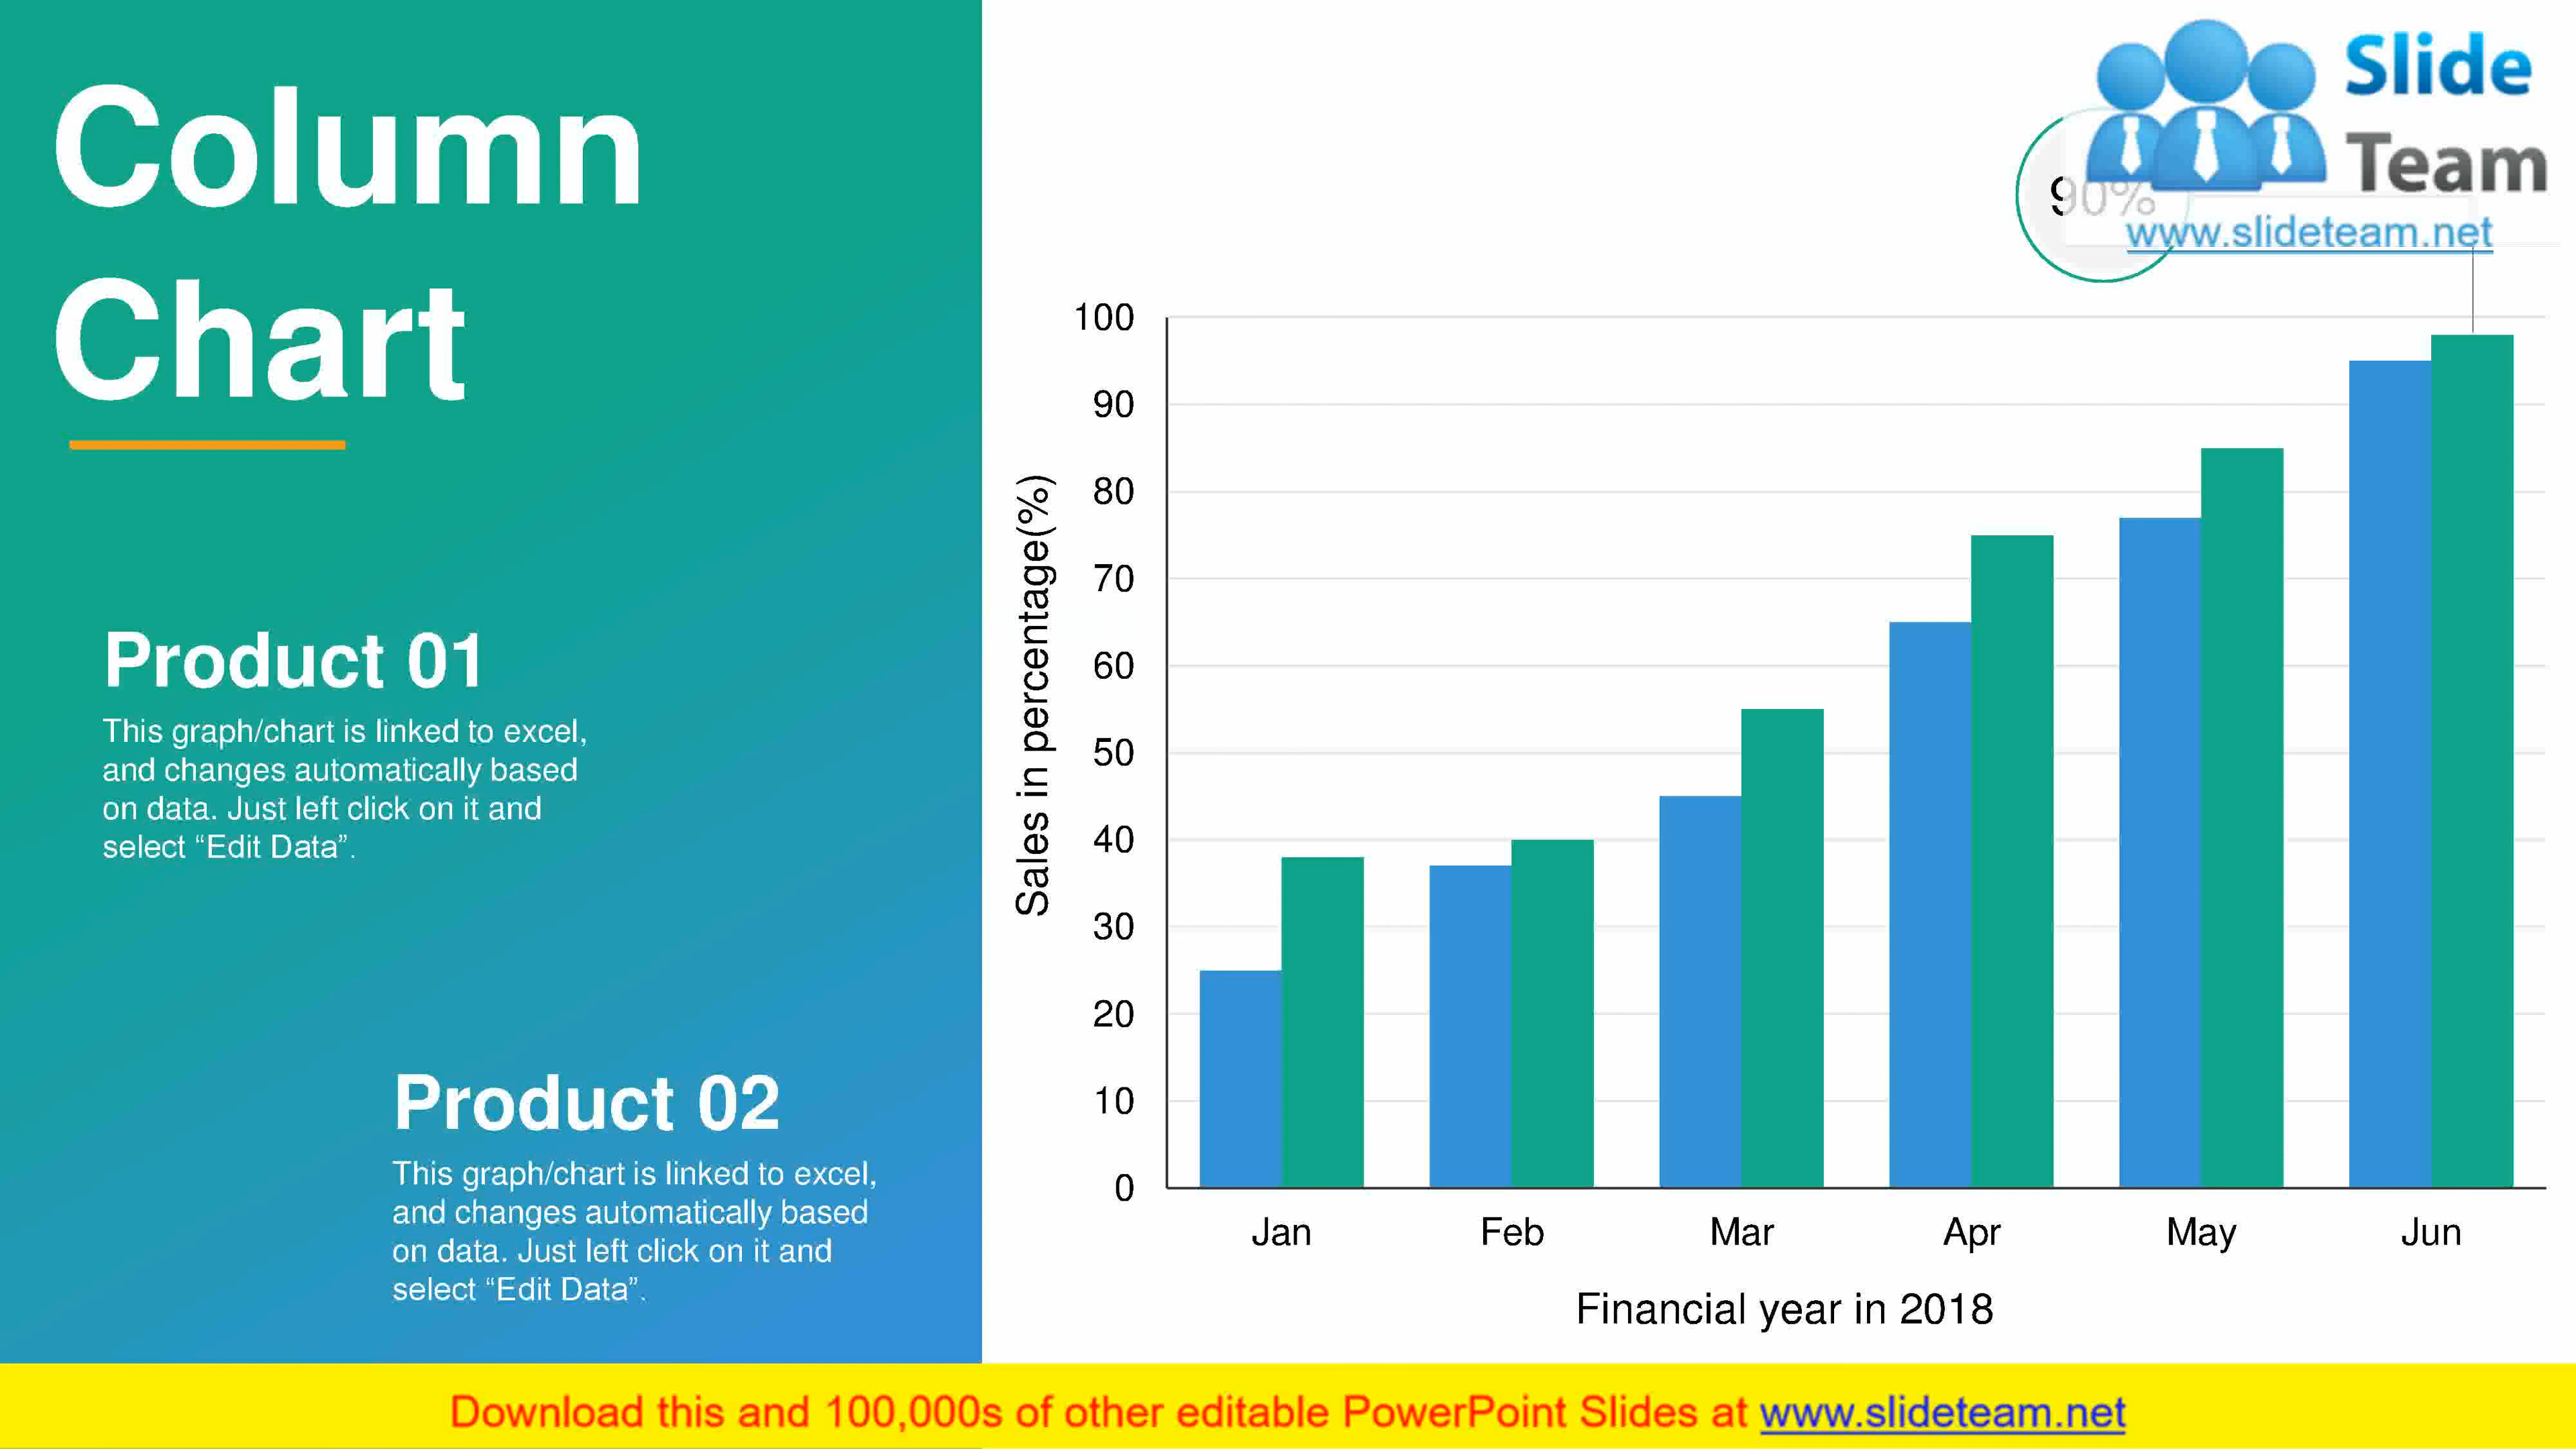 Column
Chart
Product 01
This graph/chart is linked to excel,
and changes automatically based
on data. Just left click on it and
select “Edit Data”.
Product 02
This graph/chart is linked to excel,
and changes automatically based
on data. Just left click on it and
select “Edit Data”.
Slide
Team
90%
www.slideteam.net
Sales in percentage(%)
100
90
80
70
60
50
40
30
20
10
0
Jan Feb Mar Apr May Jun
Financial year in 2018
Download this and 100,000s of other editable PowerPoint Slides at www.slideteam.net